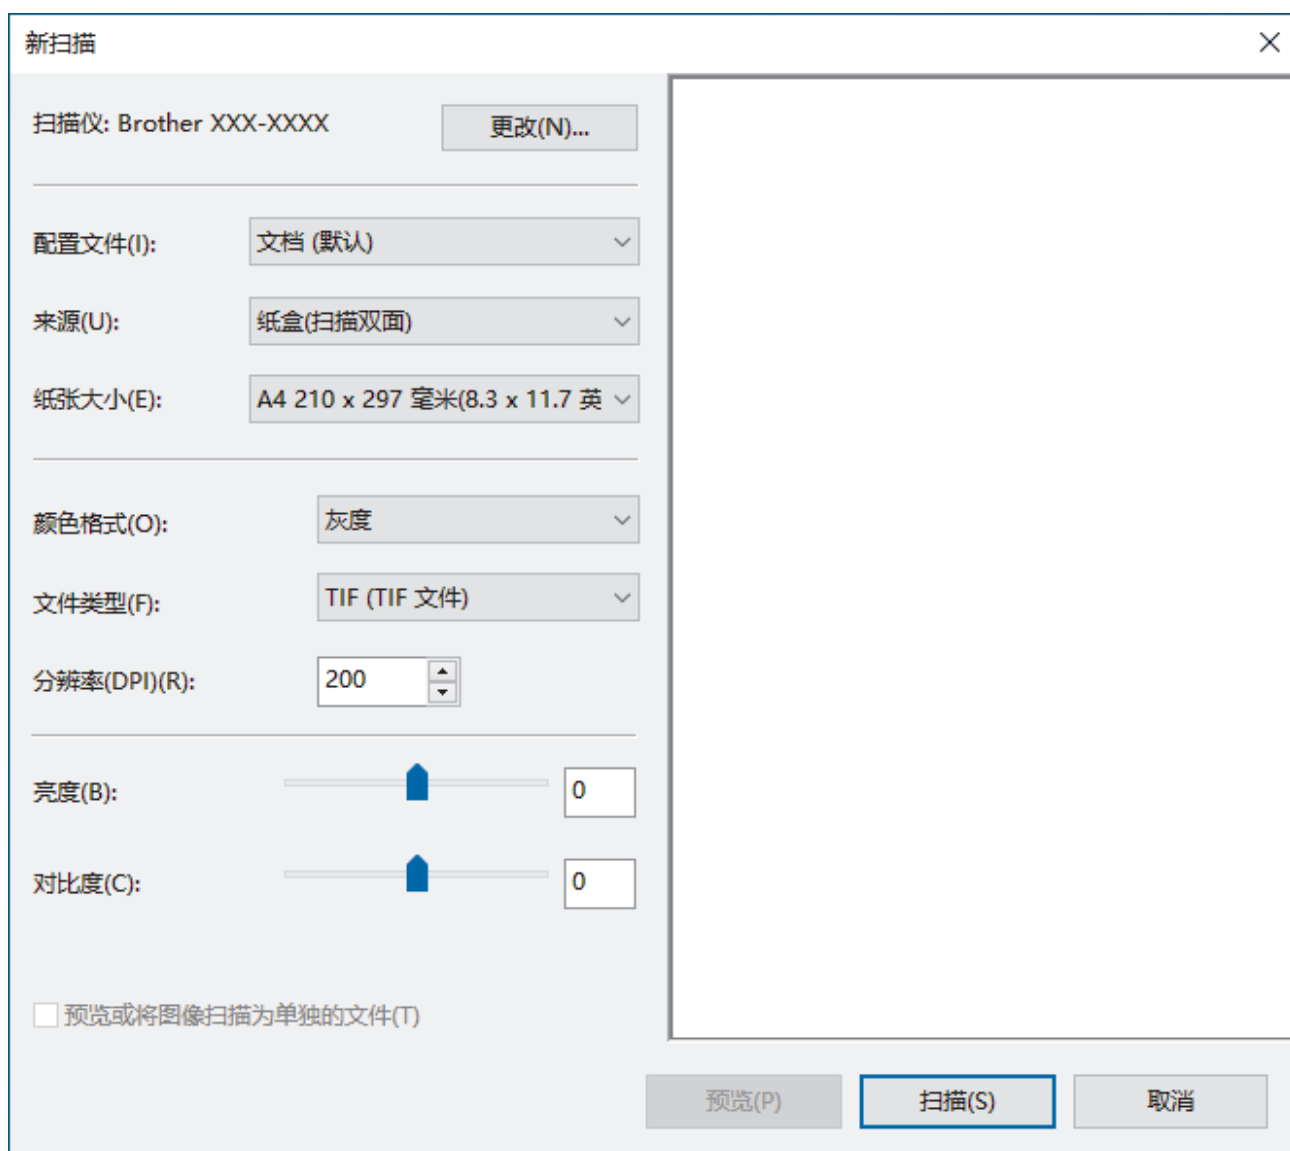 新扫描
扫描仪: Brother XXX-XXXX
更改(N)...
配置文件(I):
文档 (默认)
来源(U):
纸盒(扫描双面)
纸张大小(E):
A4 210 x 297 毫米(8.3 x 11.7 英
颜色格式(O):
灰度
文件类型(F):
TIF (TIF 文件)
分辨率(DPI)(R):
200
亮度(B):
0
对比度(C):
0
预览或将图像扫描为单独的文件(T)
预览(P)
扫描(S)
取消